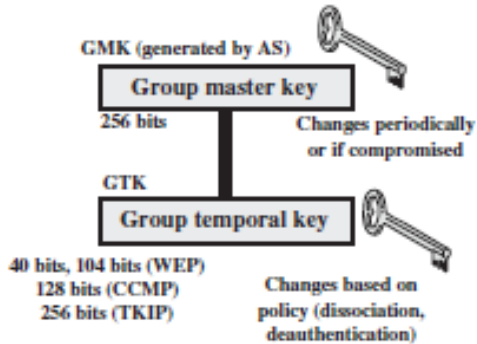 GMK (generated by AS)
Group master key
256 bits
Changes periodically
or if compromised
GTK
Group temporal key
40 bits, 104 bits (WEP)
128 bits (CCMP)
256 bits (TKIP)
Changes based on
policy (dissociation,
deauthentication)